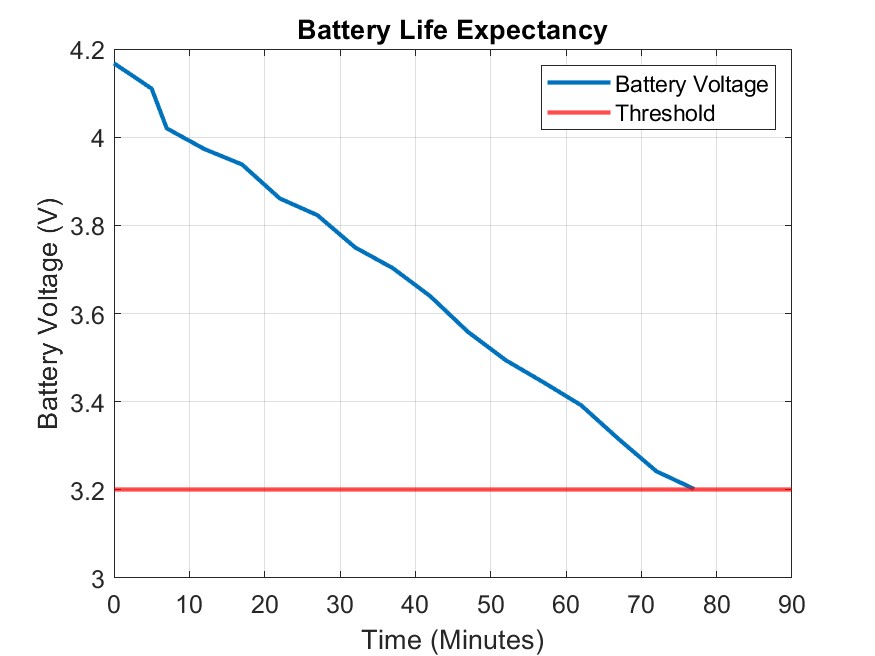 Battery Life Expectancy
Battery Voltage
Threshold
Battery Voltage (V)
4.2
4
3.8
3.6
3.4
3.2
3
0 10 20 30 40 50 60 70 80 90
Time (Minutes)